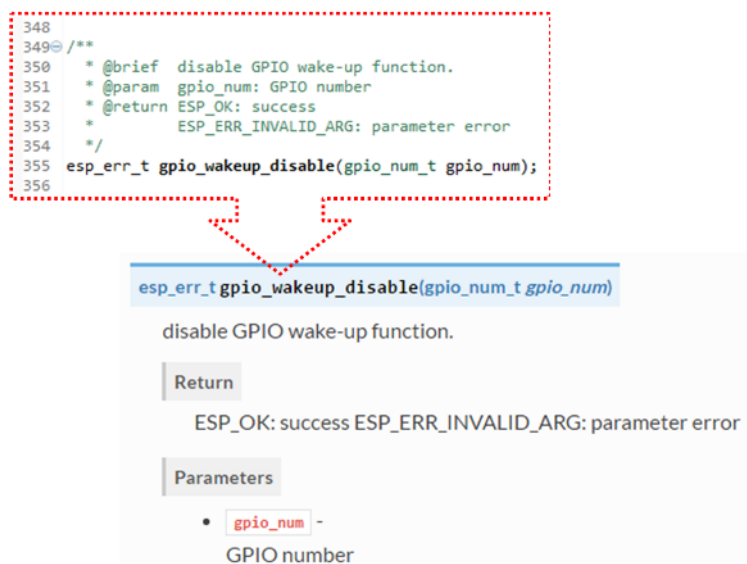 348
349 /**
350 * @brief disable GPIO wake-up function.
351 * @param gpio_num: GPIO number
352 * @return ESP_OK: success
353 * ESP_ERR_INVALID_ARG: parameter error
354 */
355 esp_err_t gpio_wakeup_disable(gpio_num_t gpio_num);
356
esp_err_t gpio_wakeup_disable(gpio_num_t gpio_num)
disable GPIO wake-up function.
Return
ESP_OK: success ESP_ERR_INVALID_ARG: parameter error
Parameters
• gpio_num -
GPIO number